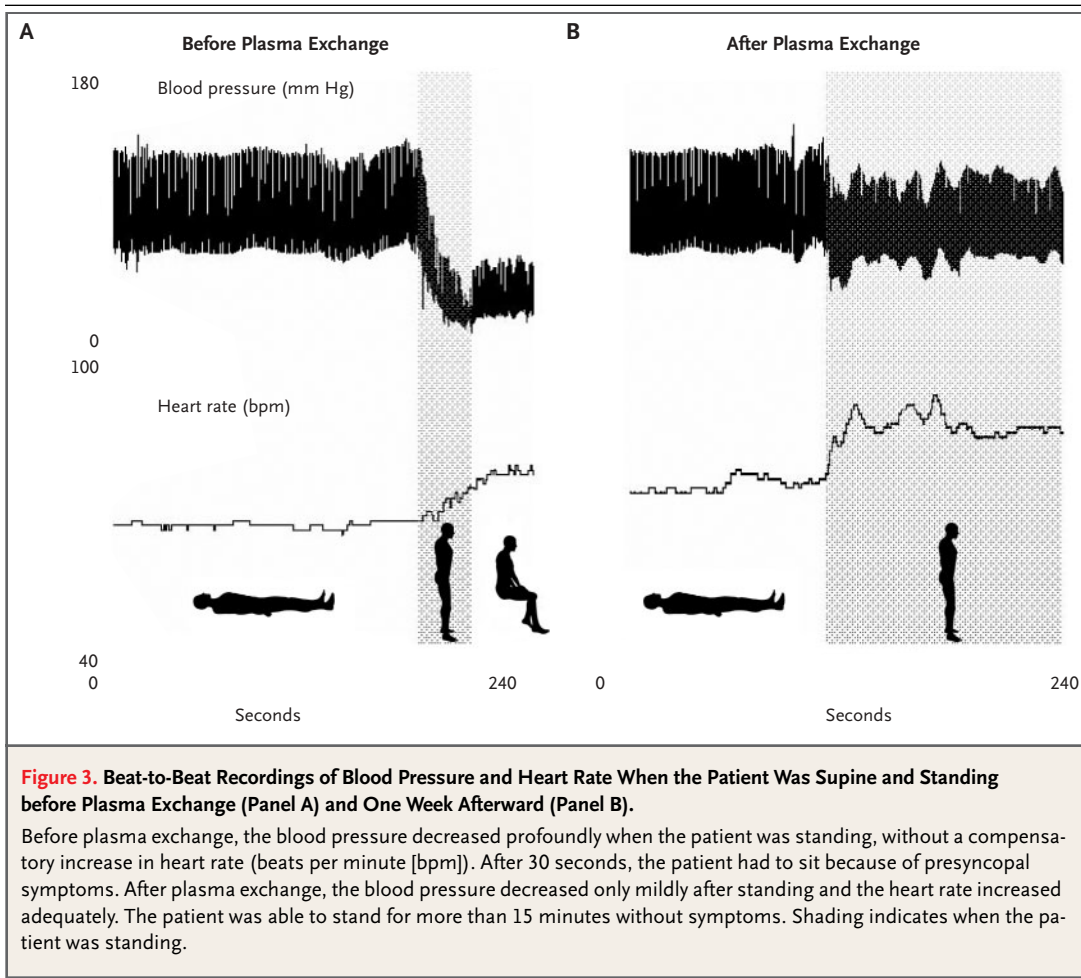 A
Before Plasma Exchange
B
After Plasma Exchange
180
Blood pressure (mm Hg)
0
100
Heart rate (bpm)
40
0
240
0
240
Seconds
Seconds
Figure 3. Beat-to-Beat Recordings of Blood Pressure and Heart Rate When the Patient Was Supine and Standing
before Plasma Exchange (Panel A) and One Week Afterward (Panel B).
Before plasma exchange, the blood pressure decreased profoundly when the patient was standing, without a compensa-
tory increase in heart rate (beats per minute [bpm]). After 30 seconds, the patient had to sit because of presyncopal
symptoms. After plasma exchange, the blood pressure decreased only mildly after standing and the heart rate increased
adequately. The patient was able to stand for more than 15 minutes without symptoms. Shading indicates when the pa-
tient was standing.